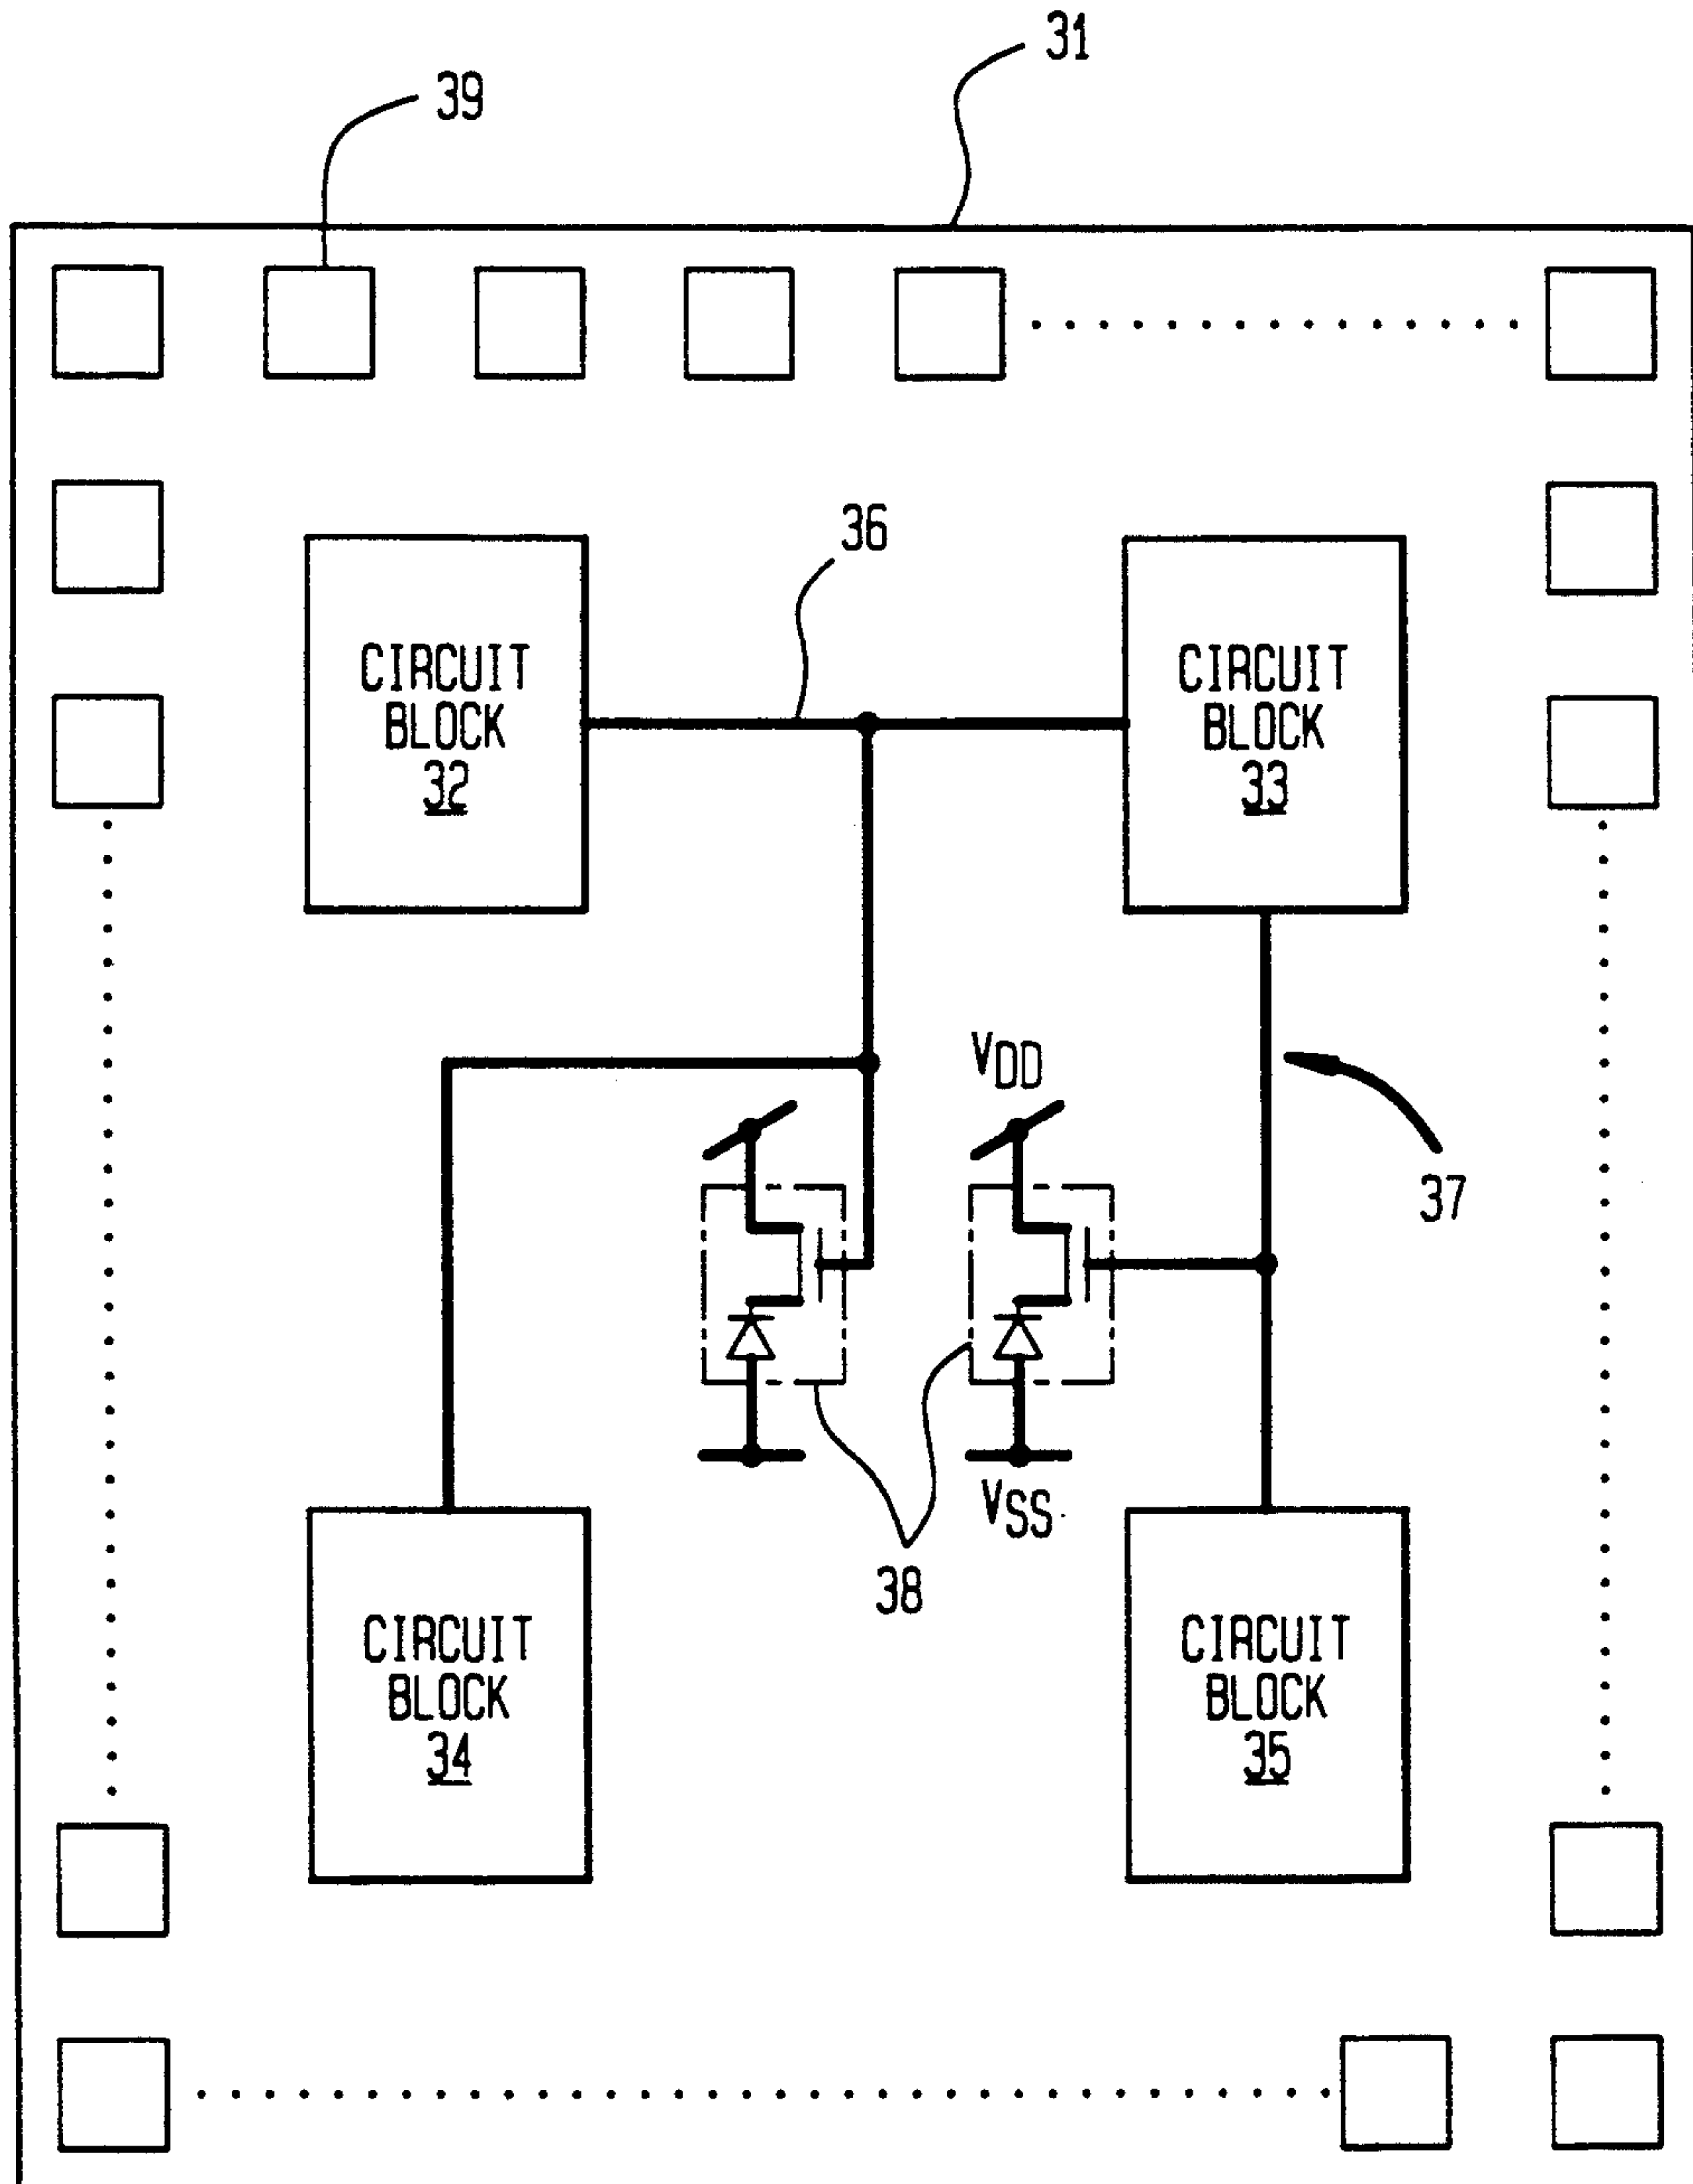 31
39
36
CIRCUIT
BLOCK
32
CIRCUIT
BLOCK
33
VDD
37
VSS
38
CIRCUIT
BLOCK
34
CIRCUIT
BLOCK
35